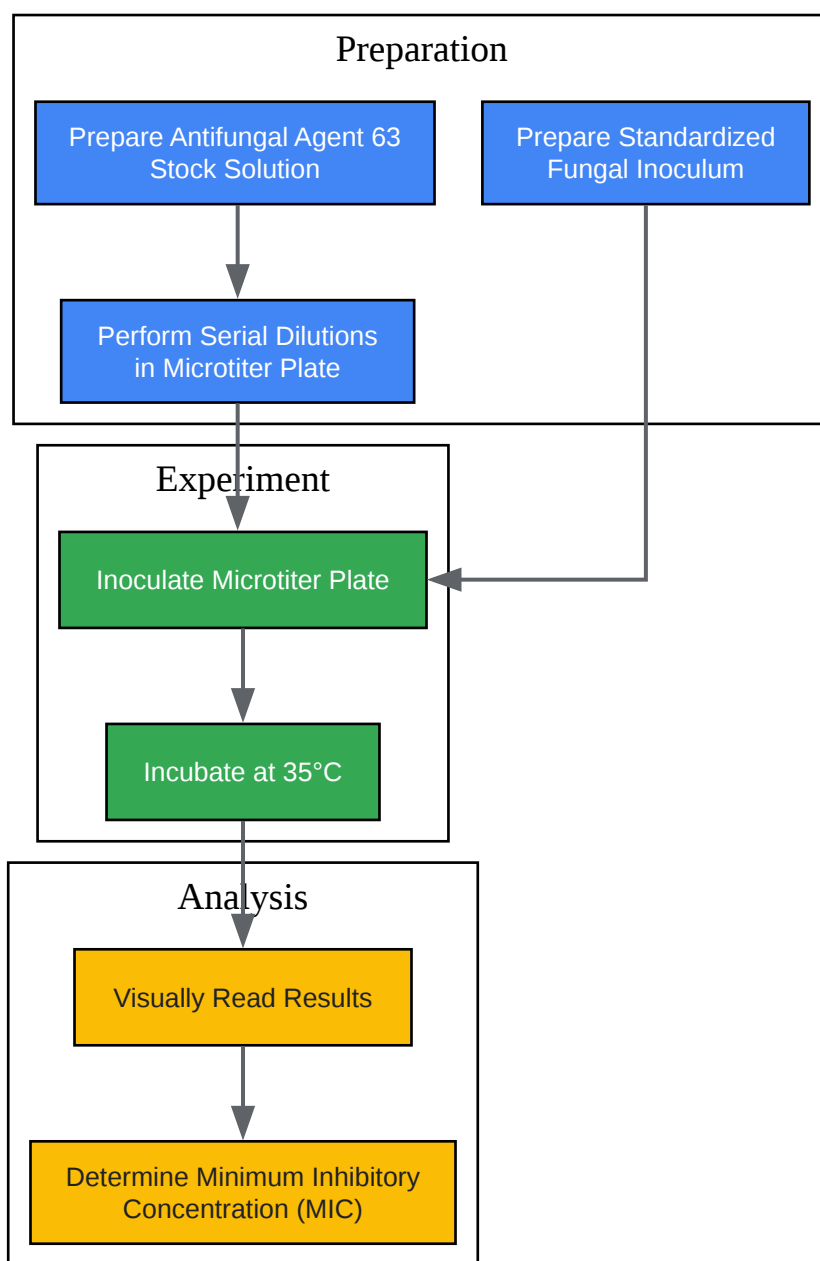 Preparation
Prepare Antifungal Agent 63
Stock Solution
Prepare Standardized
Fungal Inoculum
Perform Serial Dilutions
in Microtiter Plate
Experiment
Inoculate Microtiter Plate
Incubate at 35°C
Analysis
Visually Read Results
Determine Minimum Inhibitory
Concentration (MIC)